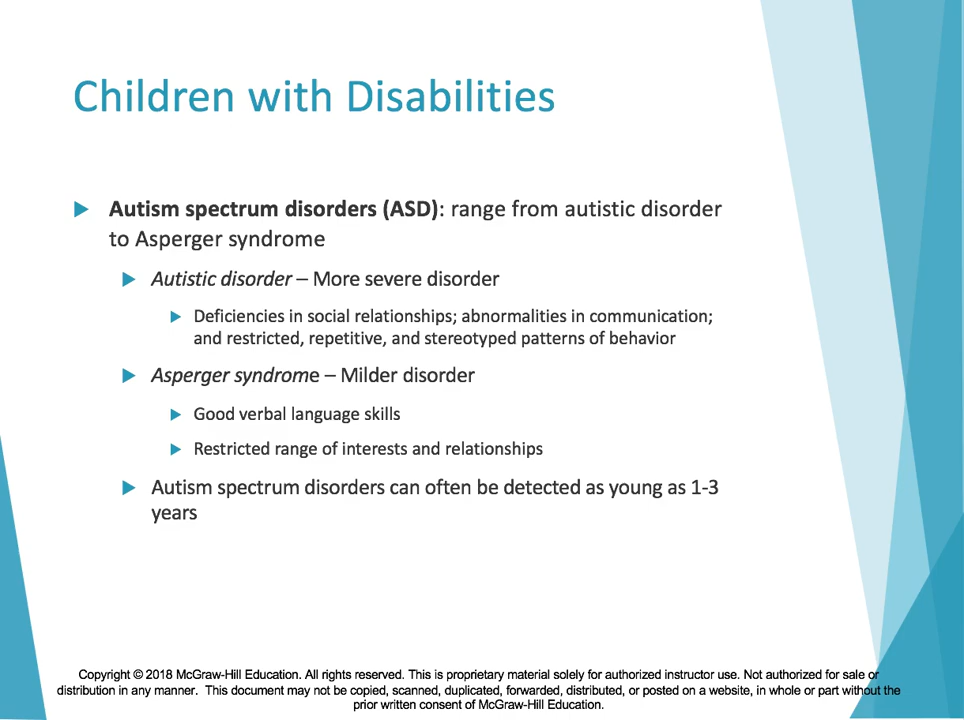 Children with Disabilities
Autism spectrum disorders (ASD): range from autistic disorder
to Asperger syndrome
Autistic disorder – More severe disorder
Deficiencies in social relationships; abnormalities in communication;
and restricted, repetitive, and stereotyped patterns of behavior
Asperger syndrome – Milder disorder
Good verbal language skills
Restricted range of interests and relationships
Autism spectrum disorders can often be detected as young as 1-3
years
Copyright © 2018 McGraw-Hill Education. All rights reserved. This is proprietary material solely for authorized instructor use. Not authorized for sale or
distribution in any manner. This document may not be copied, scanned, duplicated, forwarded, distributed, or posted on a website, in whole or part without the
prior written consent of McGraw-Hill Education.